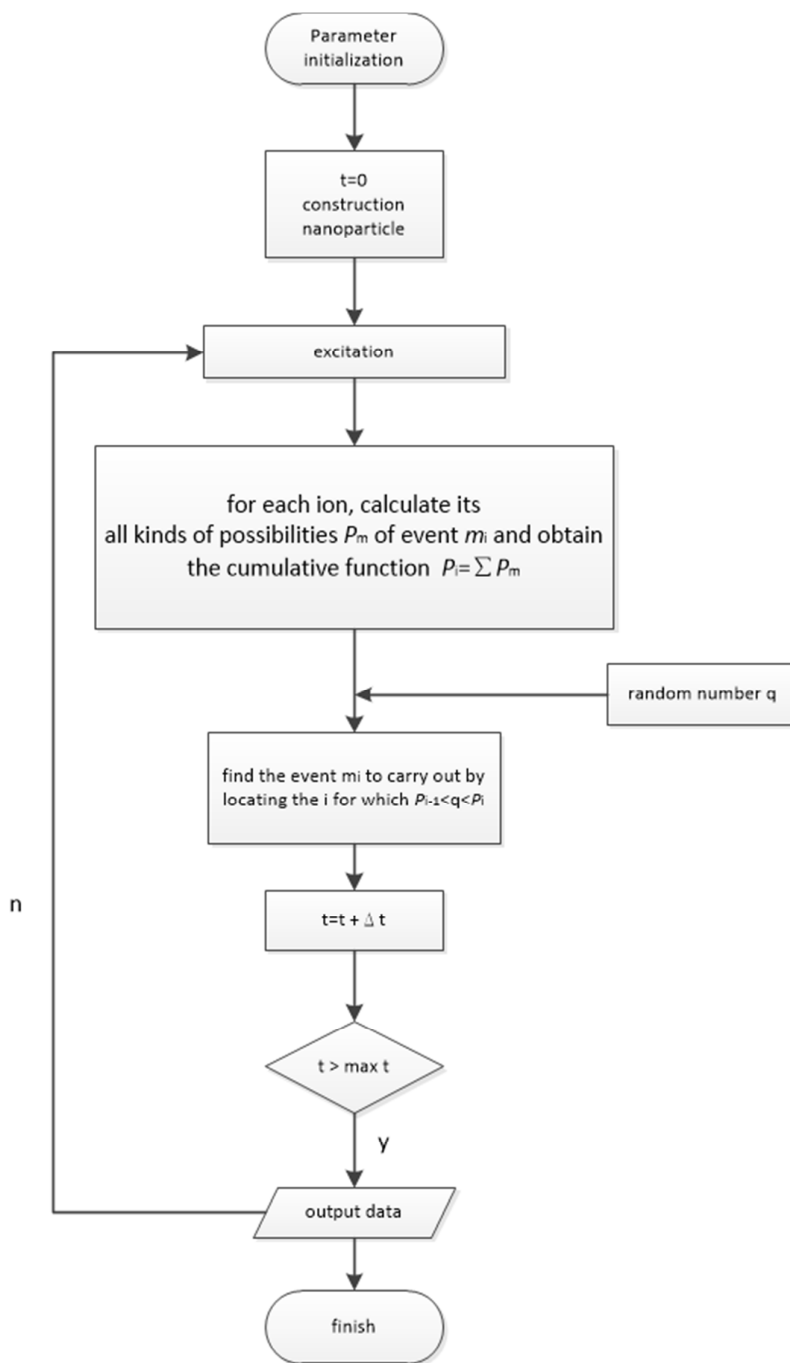 Parameter
initialization
t=0
construction
nanoparticle
excitation
for each ion, calculate its
all kinds of possibilities Pm of event mi and obtain
the cumulative function Pi=∑ Pm
random number q
find the event mi to carry out by
locating the i for which Pi-1<q<Pi
n
t=t + Δ t
t > max t
y
output data
finish